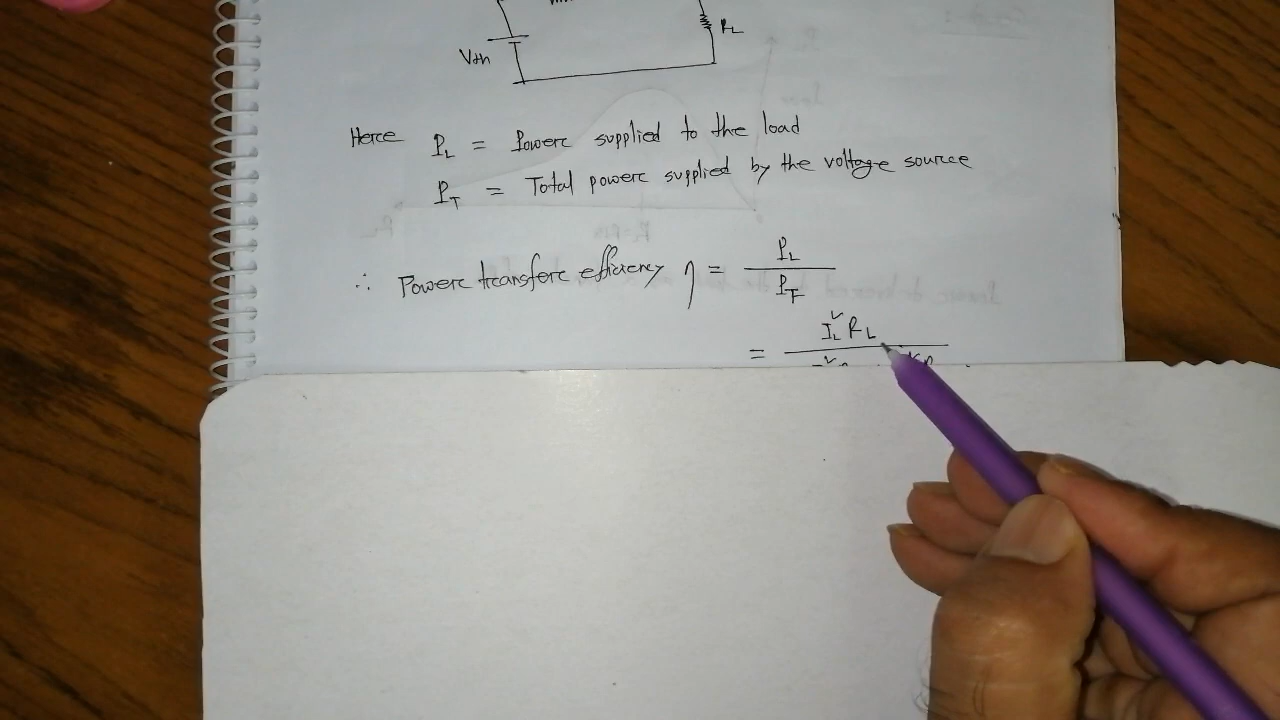 Vth
RL
Herce PL = Powerc supplied to the load
PT = Total powerc supplied by the voltage source
∴ Powerc transferc efficiency η = PL / PT
= IL² RL